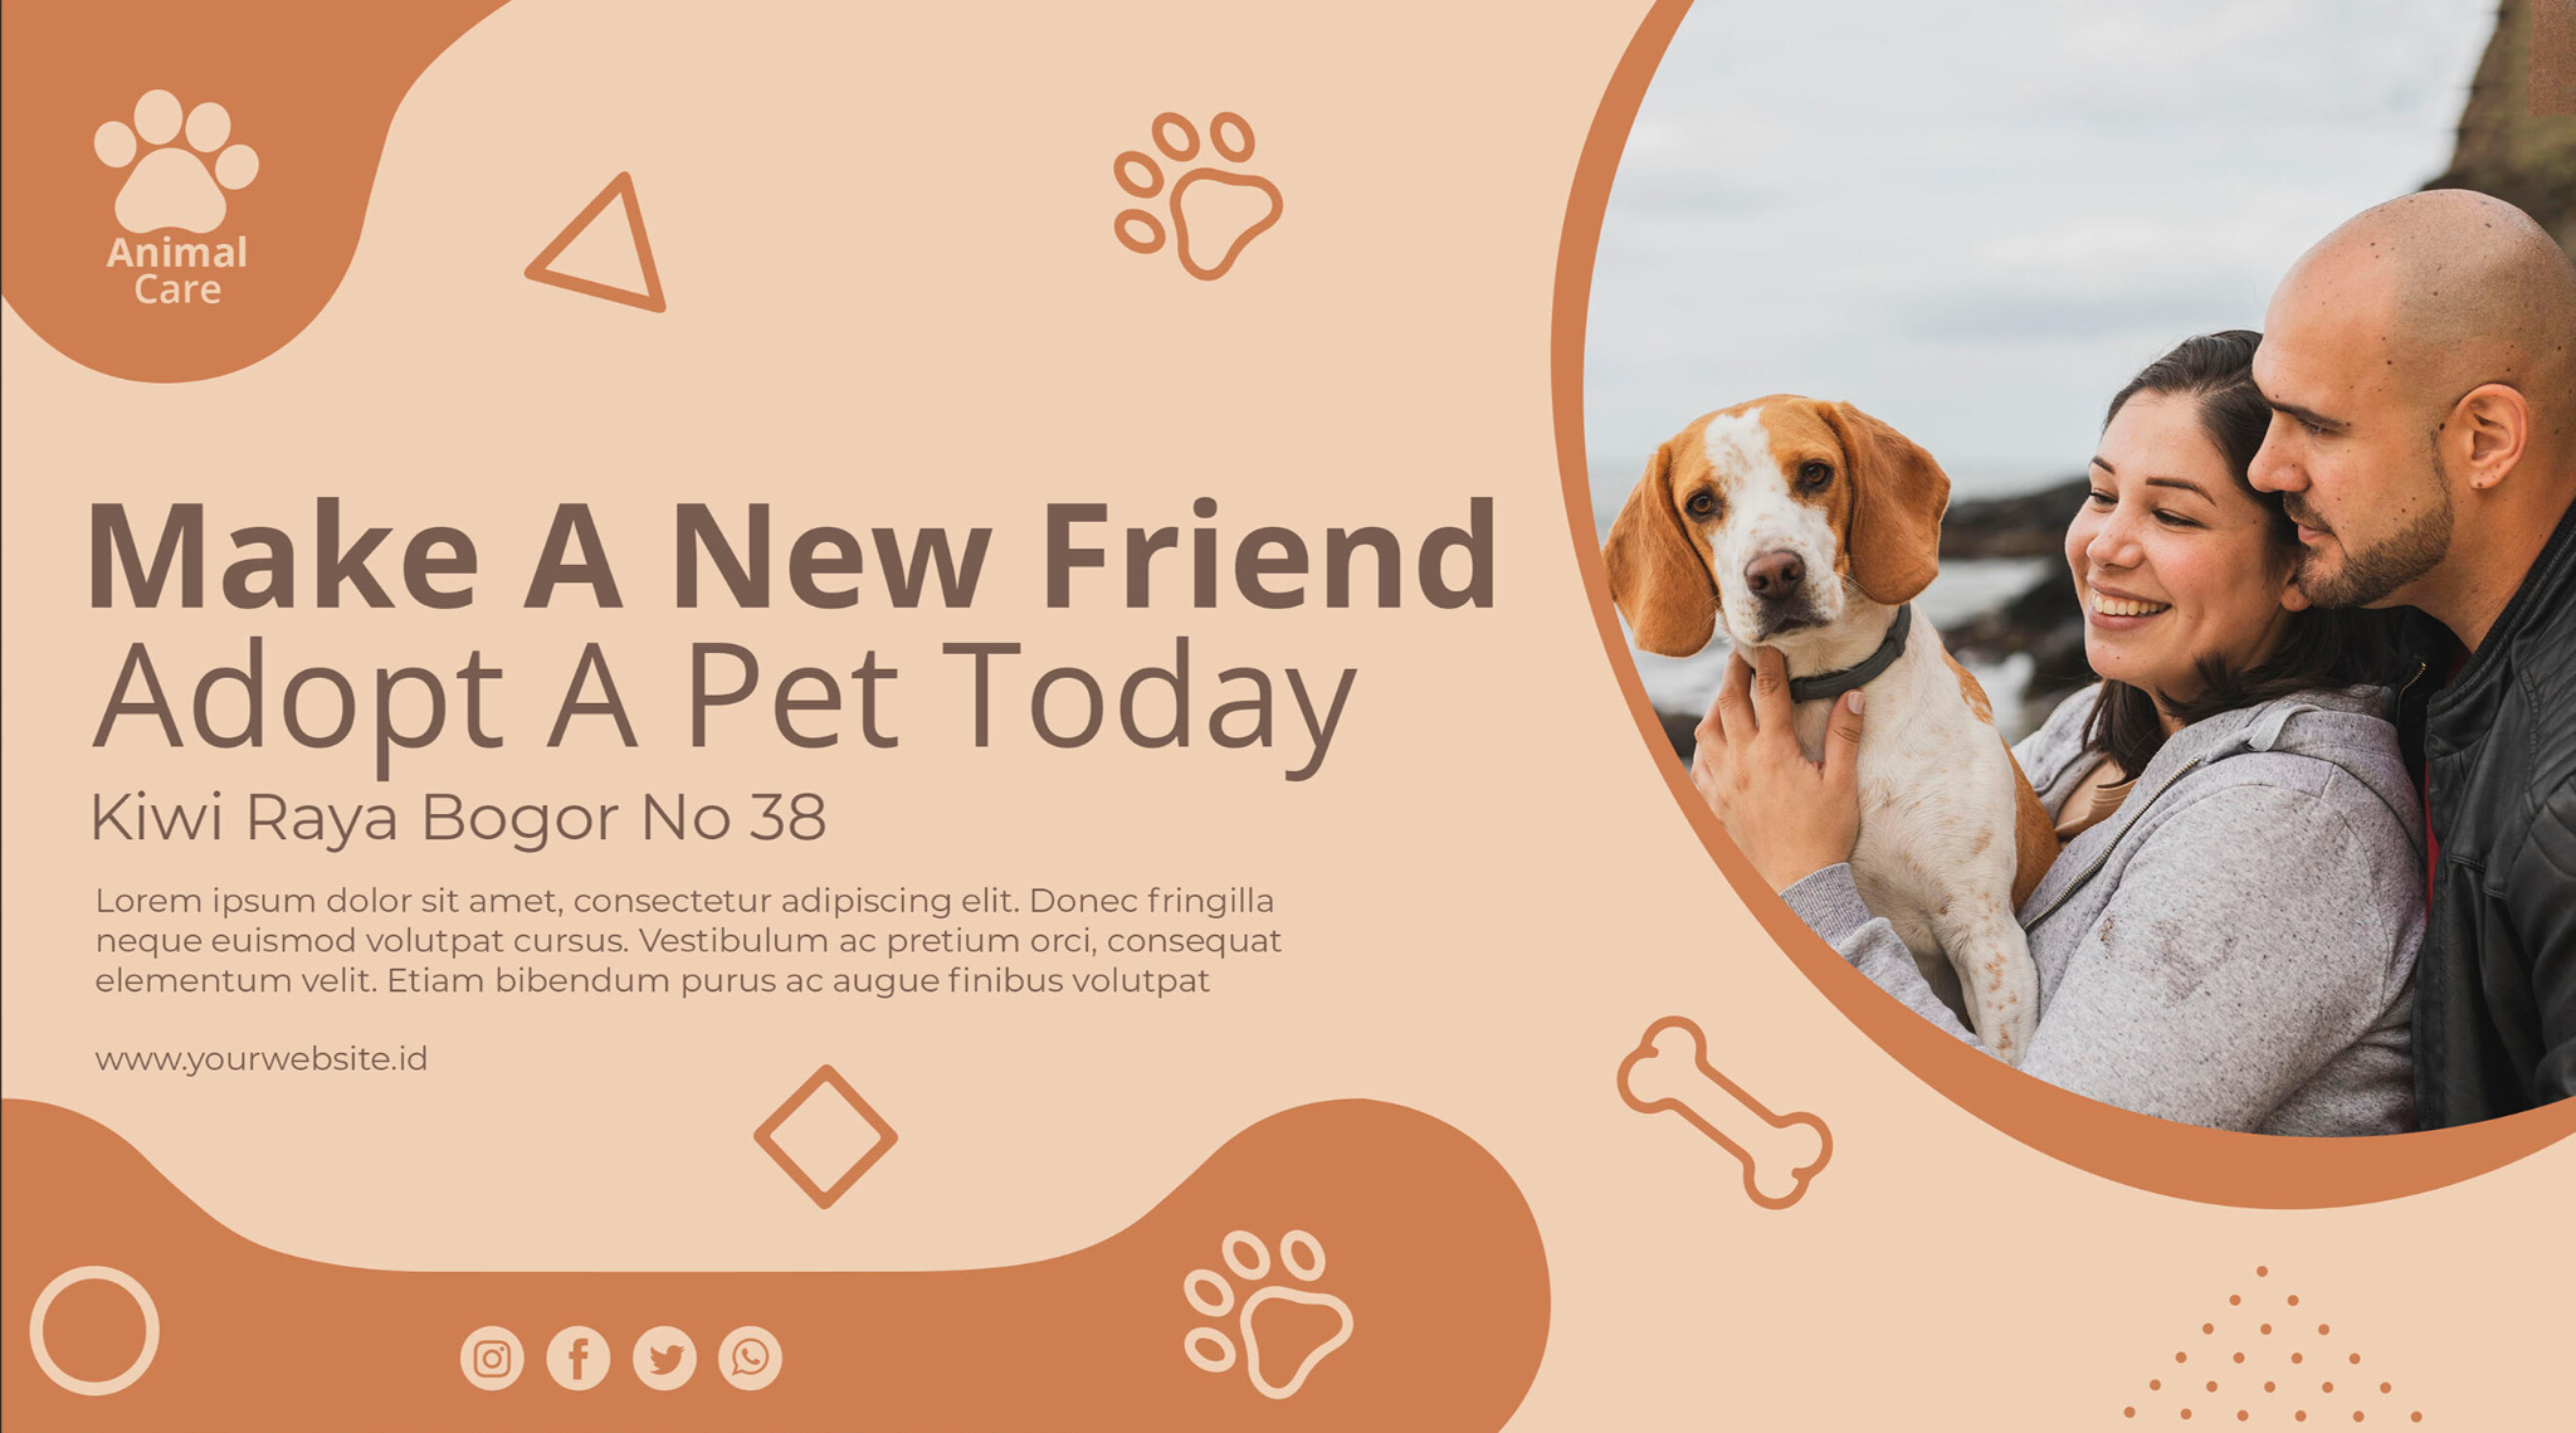 Animal
Care
Make A New Friend
Adopt A Pet Today
Kiwi Raya Bogor No 38
Lorem ipsum dolor sit amet, consectetur adipiscing elit. Donec fringilla
neque euismod volutpat cursus. Vestibulum ac pretium orci, consequat
elementum velit. Etiam bibendum purus ac augue finibus volutpat
www.yourwebsite.id